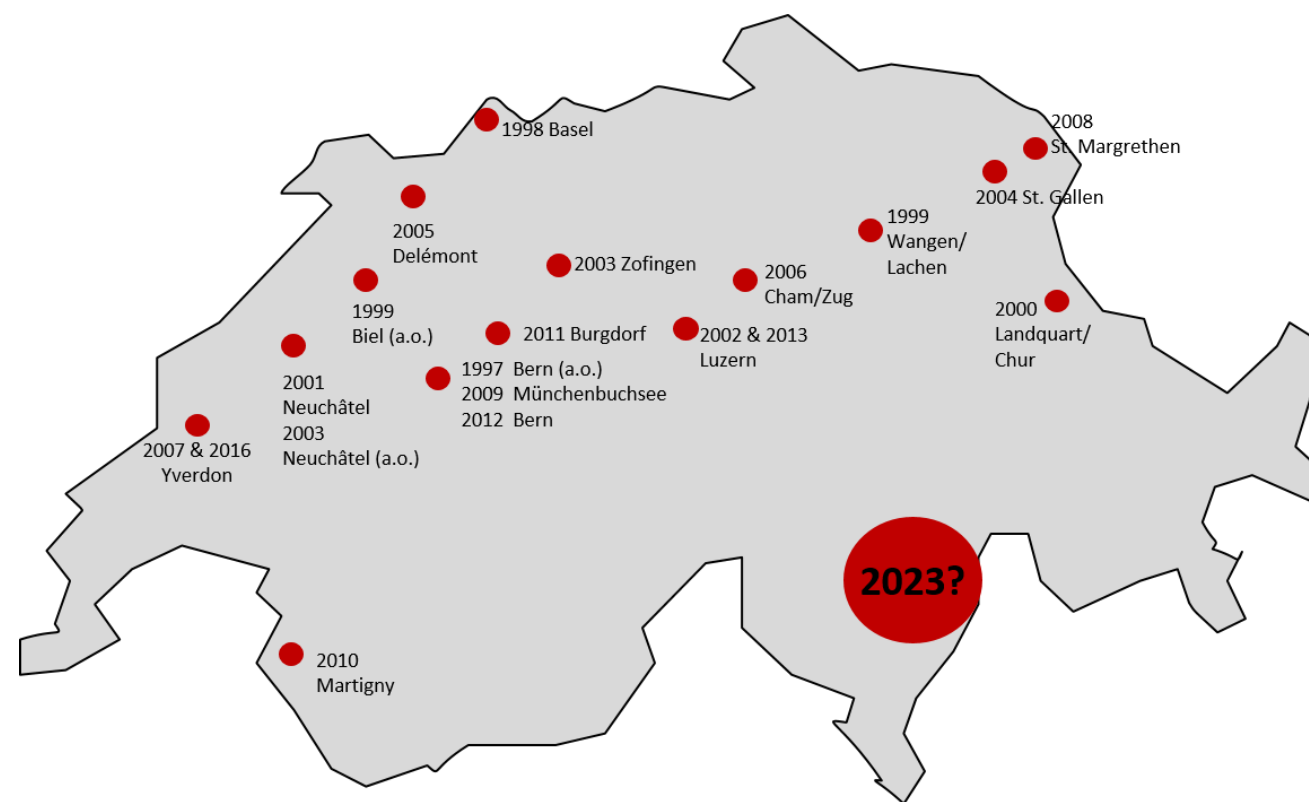 1998 Basel
2008
St. Margrethen
2004 St. Gallen
2005
Delémont
1999
Wangen/
Lachen
2003 Zofingen
2006
Cham/Zug
1999
Biel (a.o.)
2000
Landquart/
Chur
2011 Burgdorf
2002 & 2013
Luzern
1997 Bern (a.o.)
2009 Münchenbuchsee
2012 Bern
2001
Neuchâtel
2003
Neuchâtel (a.o.)
2007 & 2016
Yverdon
2023?
2010
Martigny